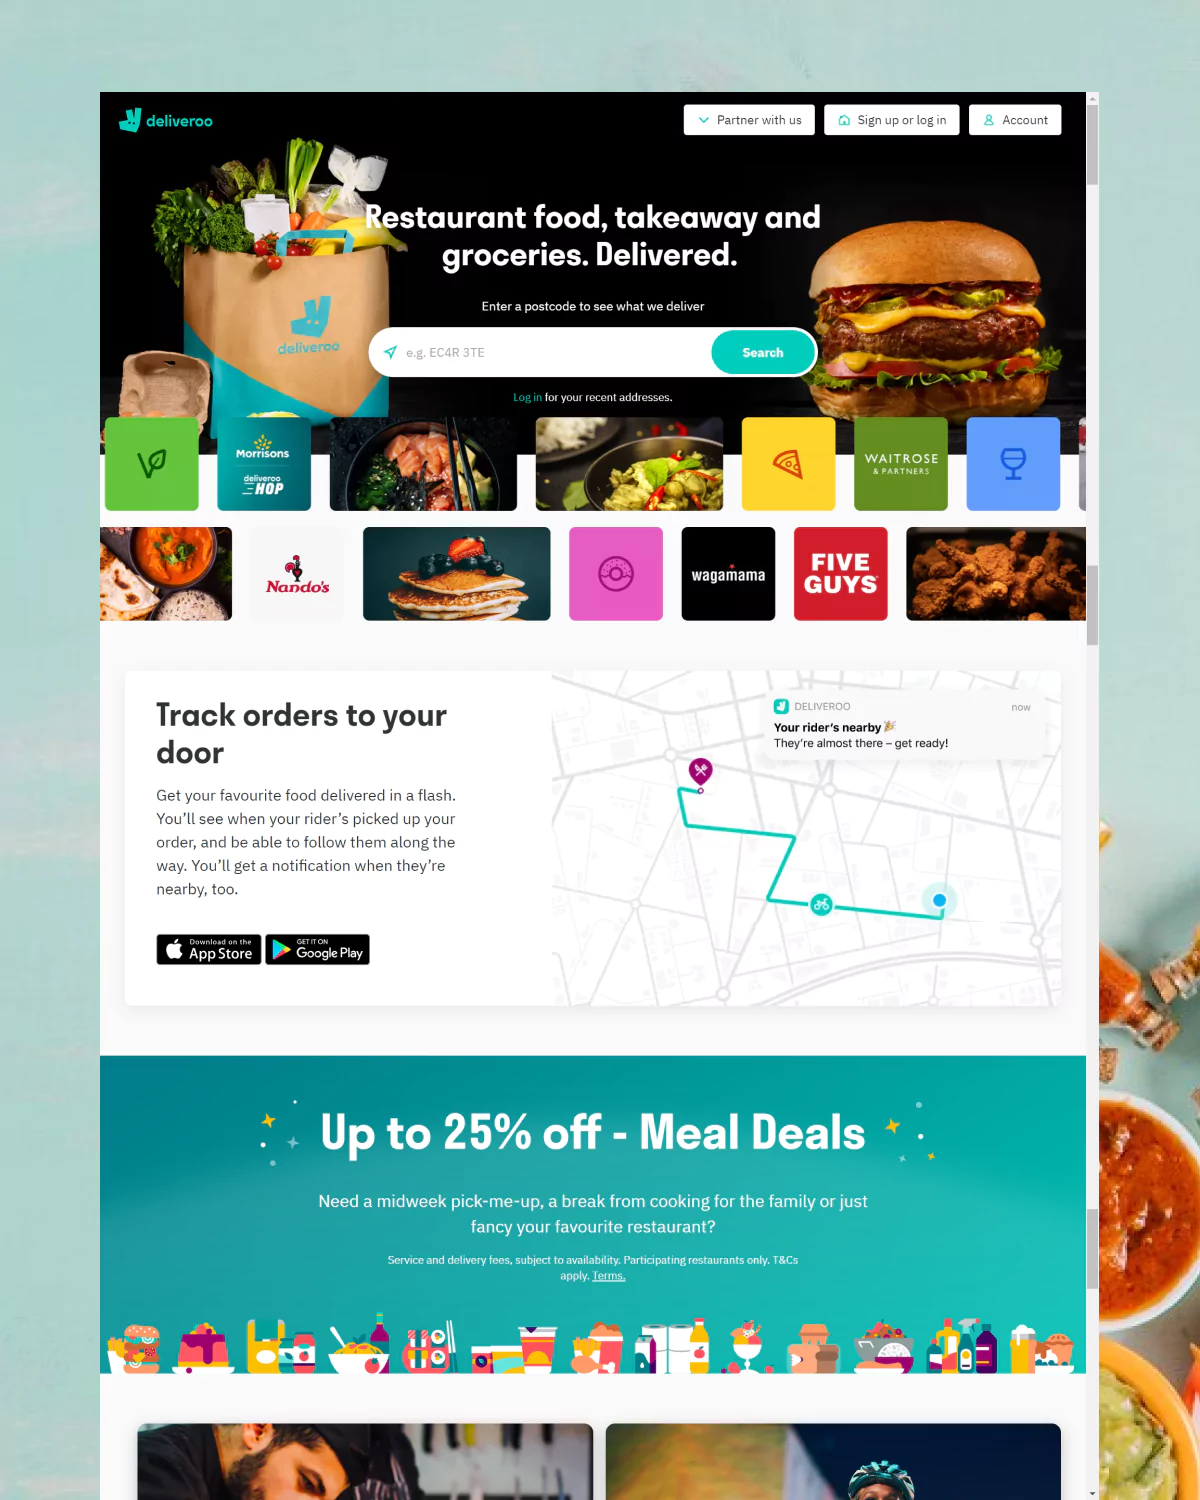 deliveroo
Partner with us
Sign up or log in
Account
Restaurant food, takeaway and
groceries. Delivered.
Enter a postcode to see what we deliver
e.g. EC4R 3TE
Search
Log in for your recent addresses.
deliveroo
Morrisons
deliveroo
HOP
WAITROSE
& PARTNERS
Nando's
wagamama
FIVE
GUYS
Track orders to your
door
Get your favourite food delivered in a flash.
You’ll see when your rider’s picked up your
order, and be able to follow them along the
way. You’ll get a notification when they’re
nearby, too.
Download on the
App Store
GET IT ON
Google Play
DELIVEROO
now
Your rider’s nearby 🎉
They’re almost there – get ready!
Up to 25% off - Meal Deals
Need a midweek pick-me-up, a break from cooking for the family or just
fancy your favourite restaurant?
Service and delivery fees, subject to availability. Participating restaurants only. T&Cs
apply. Terms.